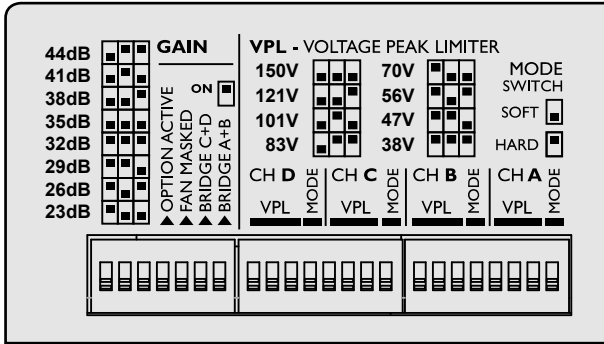 GAIN
44dB
41dB
38dB
35dB
32dB
29dB
26dB
23dB
ON
OPTION ACTIVE
FAN MASKED
BRIDGE C+D
BRIDGE A+B
VPL - VOLTAGE PEAK LIMITER
150V 70V
121V 56V
101V 47V
83V 38V
MODE
SWITCH
SOFT
HARD
CH D MODE CH C MODE CH B MODE CH A MODE
VPL VPL VPL VPL